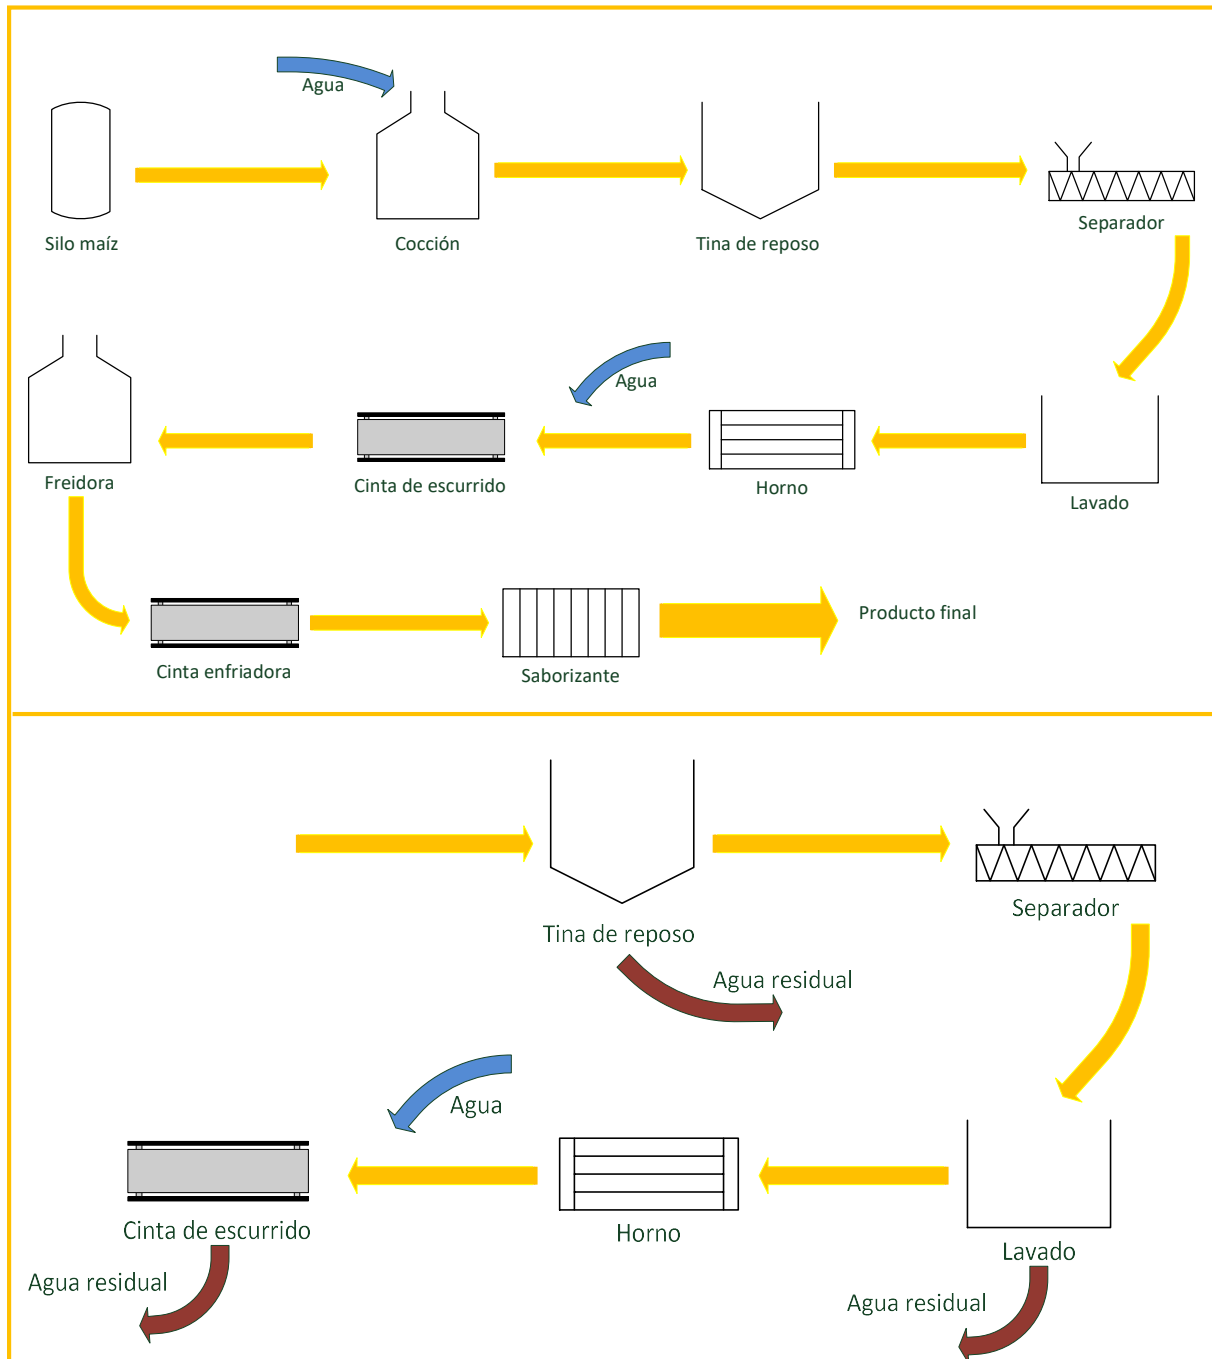 Agua
Silo maíz
Cocción
Tina de reposo
Separador
Agua
Freidora
Cinta de escurrido
Horno
Lavado
Cinta enfriadora
Saborizante
Producto final
Tina de reposo
Separador
Agua residual
Agua
Cinta de escurrido
Horno
Lavado
Agua residual
Agua residual